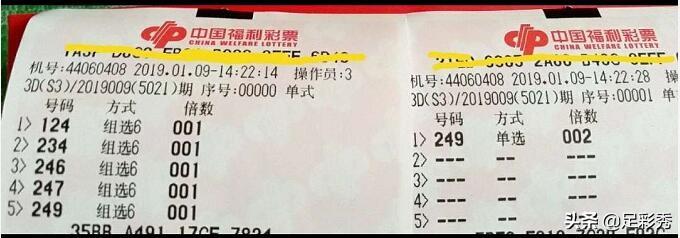 中国福利彩票
CHINA WELFARE LOTTERY
机号:44060408 2019.01.09-14:22:14 操作员:3
3D(S3)/2019009(5021)期 序号:00000 单式
号码 方式 倍数
1> 124 组选6 001
2> 234 组选6 001
3> 246 组选6 001
4> 247 组选6 001
5> 249 组选6 001
中国福利彩票
CHINA WELFARE LOTTERY
机号:44060408 2019.01.09-14:22:28 操作
3D(S3)/2019009(5021)期 序号:00001 单
号码 方式 倍数
1> 249 单选 002
2> --- --- ---
3> --- --- ---
4> --- --- ---
5> --- --- ---
头条 @足彩秀